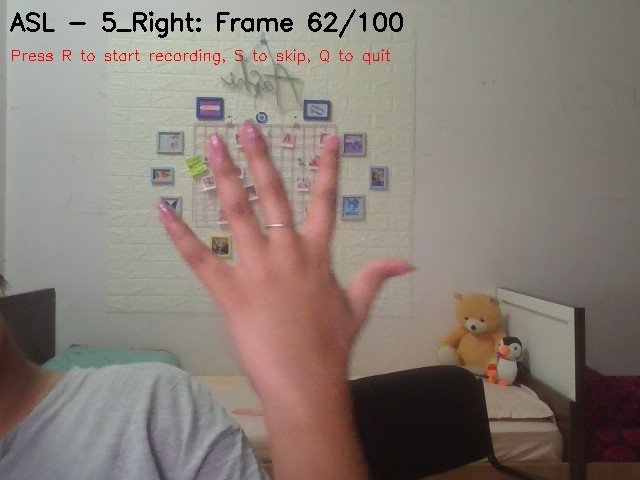 ASL - 5_Right: Frame 62/100
Press R to start recording, S to skip, Q to quit